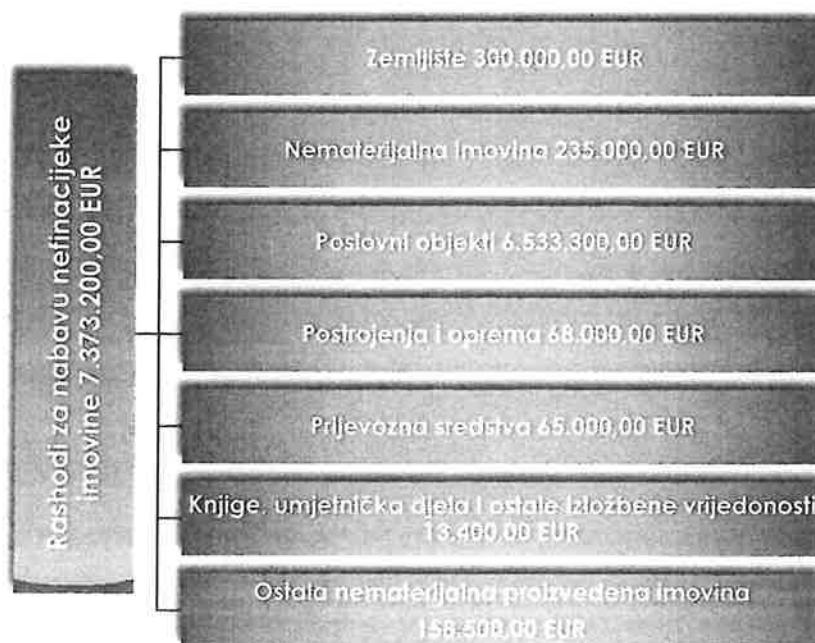 Rashodi za nabavu nefinacijeke
imovine 7.373.200,00 EUR
Zemljište 300.000,00 EUR
Nematerijalna imovina 235.000,00 EUR
Poslovni objekti 6.533.300,00 EUR
Postrojenja i oprema 68.000,00 EUR
Prijevozna sredstva 65.000,00 EUR
Knjige, umjetnička djela i ostale izložbene vrijedonosti
13.400,00 EUR
Ostala nematerijalna proizvedena imovina
158.500,00 EUR